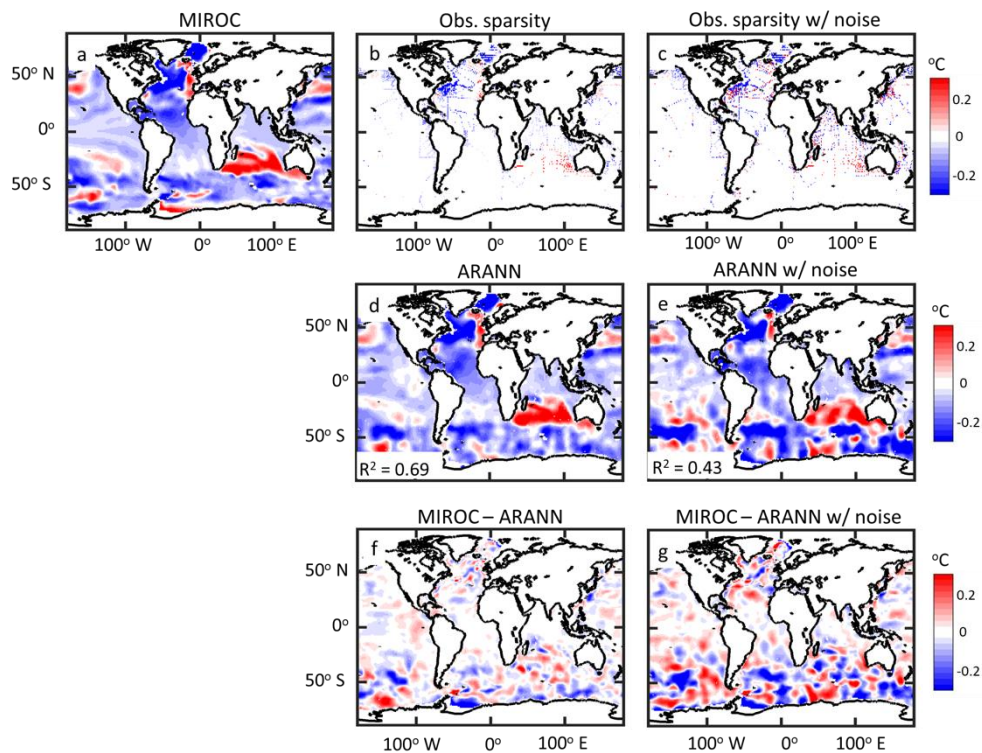 MIROC
Obs. sparsity
Obs. sparsity w/ noise
a
b
c
50° N
0°
50° S
100° W
0°
100° E
100° W
0°
100° E
100° W
0°
100° E
°C
0.2
0
-0.2
ARANN
ARANN w/ noise
d
e
50° N
0°
50° S
R² = 0.69
R² = 0.43
°C
0.2
0
-0.2
MIROC – ARANN
MIROC – ARANN w/ noise
f
g
50° N
0°
50° S
100° W
0°
100° E
100° W
0°
100° E
°C
0.2
0
-0.2